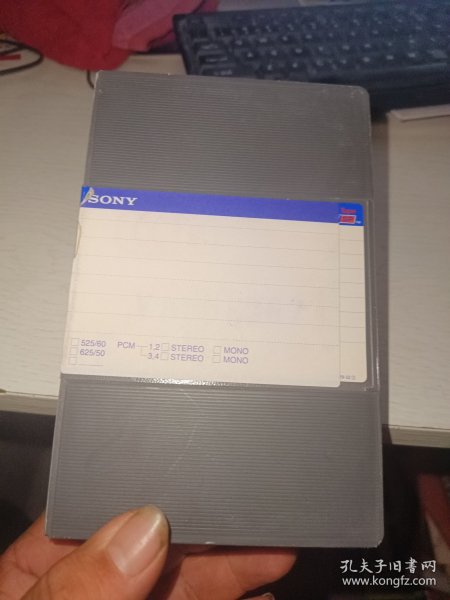 SONY
525/60 PCM 1,2 STEREO MONO
625/50 3,4 STEREO MONO
孔夫子旧书网
www.kongfz.com